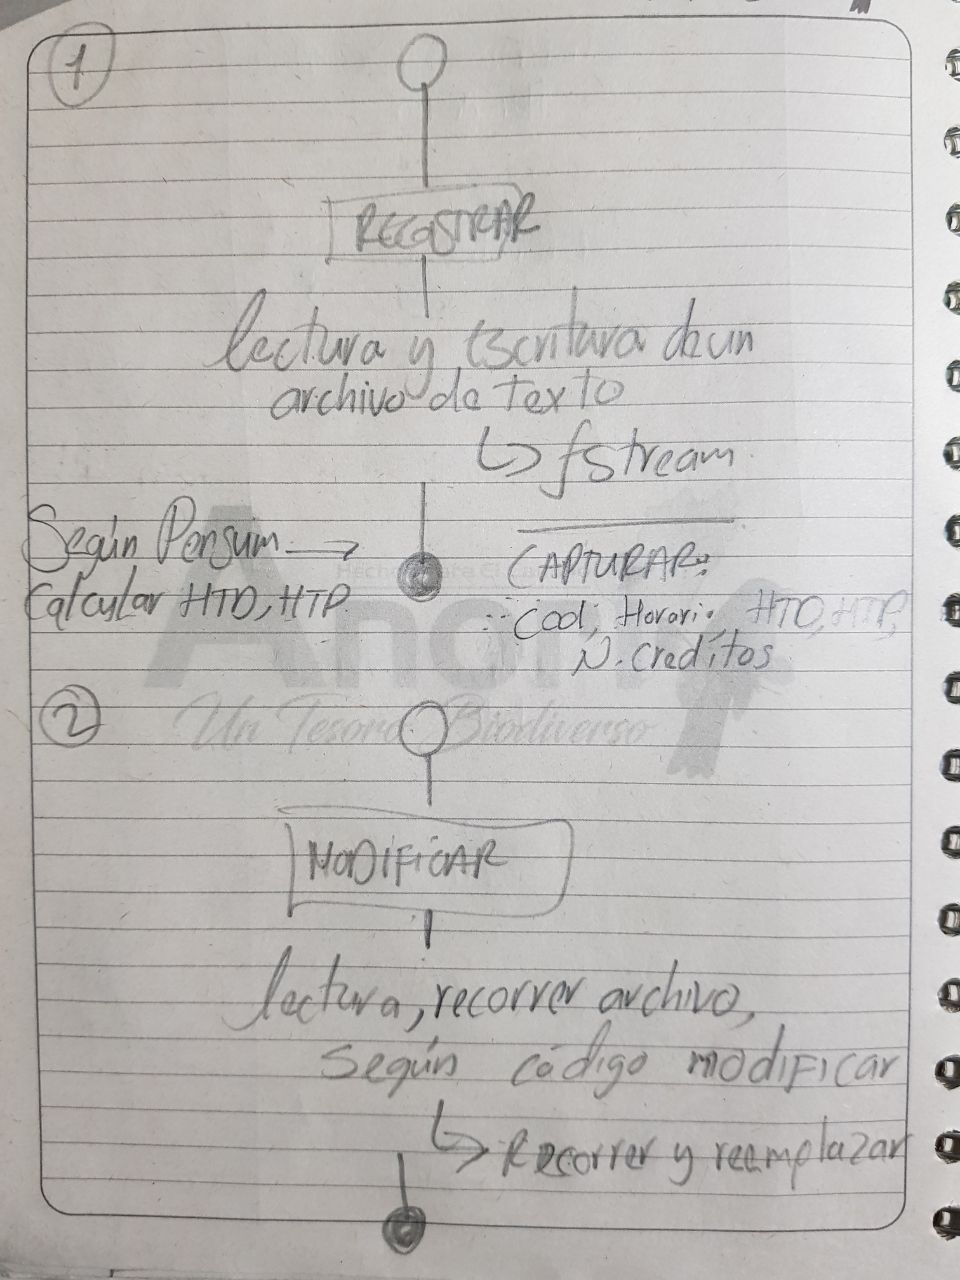 1
REGISTRAR
lectura y Escritura de un
archivo de Texto
↳ fstream
Según Pensum →
Calcular HTD, HTP
CAPTURAR:
Cod, Horario HTD, HTP,
N. creditos
Anorí
Un Tesoro Biodiverso
2
MODIFICAR
lectura, recorrer archivo,
Según código modificar
↳ Recorrer y reemplazar